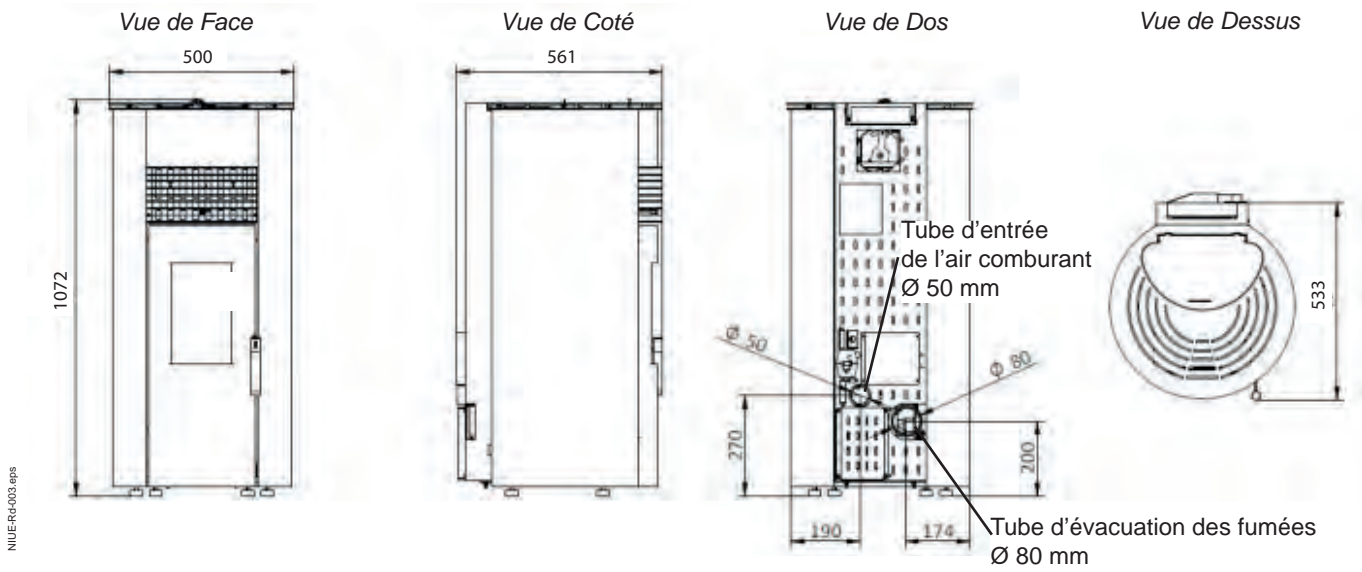 Vue de Face
Vue de Coté
Vue de Dos
Vue de Dessus
500
561
1072
Tube d'entrée
de l'air comburant
Ø 50 mm
533
Ø 50
Ø 80
270
200
190
174
Tube d'évacuation des fumées
Ø 80 mm
NIUE-Rd-003.eps